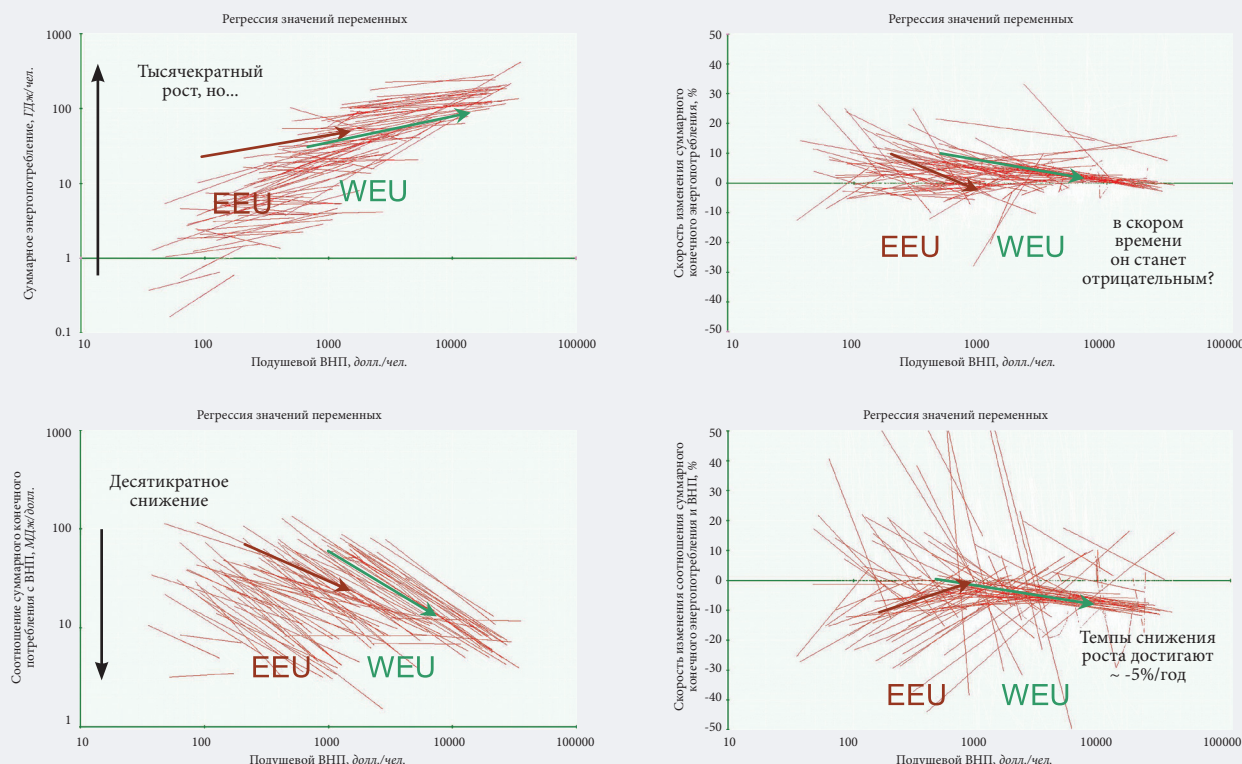 Регрессия значений переменных
Суммарное энергопотребление, ГДж/чел.
1000
100
10
1
0.1
Тысячекратный
рост, но...
EEU
WEU
10
100
1000
10000
100000
Подушевой ВНП, долл./чел.
Регрессия значений переменных
Скорость изменения суммарного
конечного энергопотребления, %
50
40
30
20
10
0
-10
-20
-30
-40
-50
EEU
WEU
в скором
времени
он станет
отрицательным?
10
100
1000
10000
100000
Подушевой ВНП, долл./чел.
Регрессия значений переменных
Соотношение суммарного конечного
потребления с ВНП, МДж/долл.
1000
100
10
1
Десятикратное
снижение
EEU
WEU
10
100
1000
10000
100000
Подушевой ВНП, долл./чел.
Регрессия значений переменных
Скорость изменения соотношения суммарного
конечного энергопотребления и ВНП, %
50
40
30
20
10
0
-10
-20
-30
-40
-50
EEU
WEU
Темпы снижения
роста достигают
~ -5%/год
10
100
1000
10000
100000
Подушевой ВНП, долл./чел.